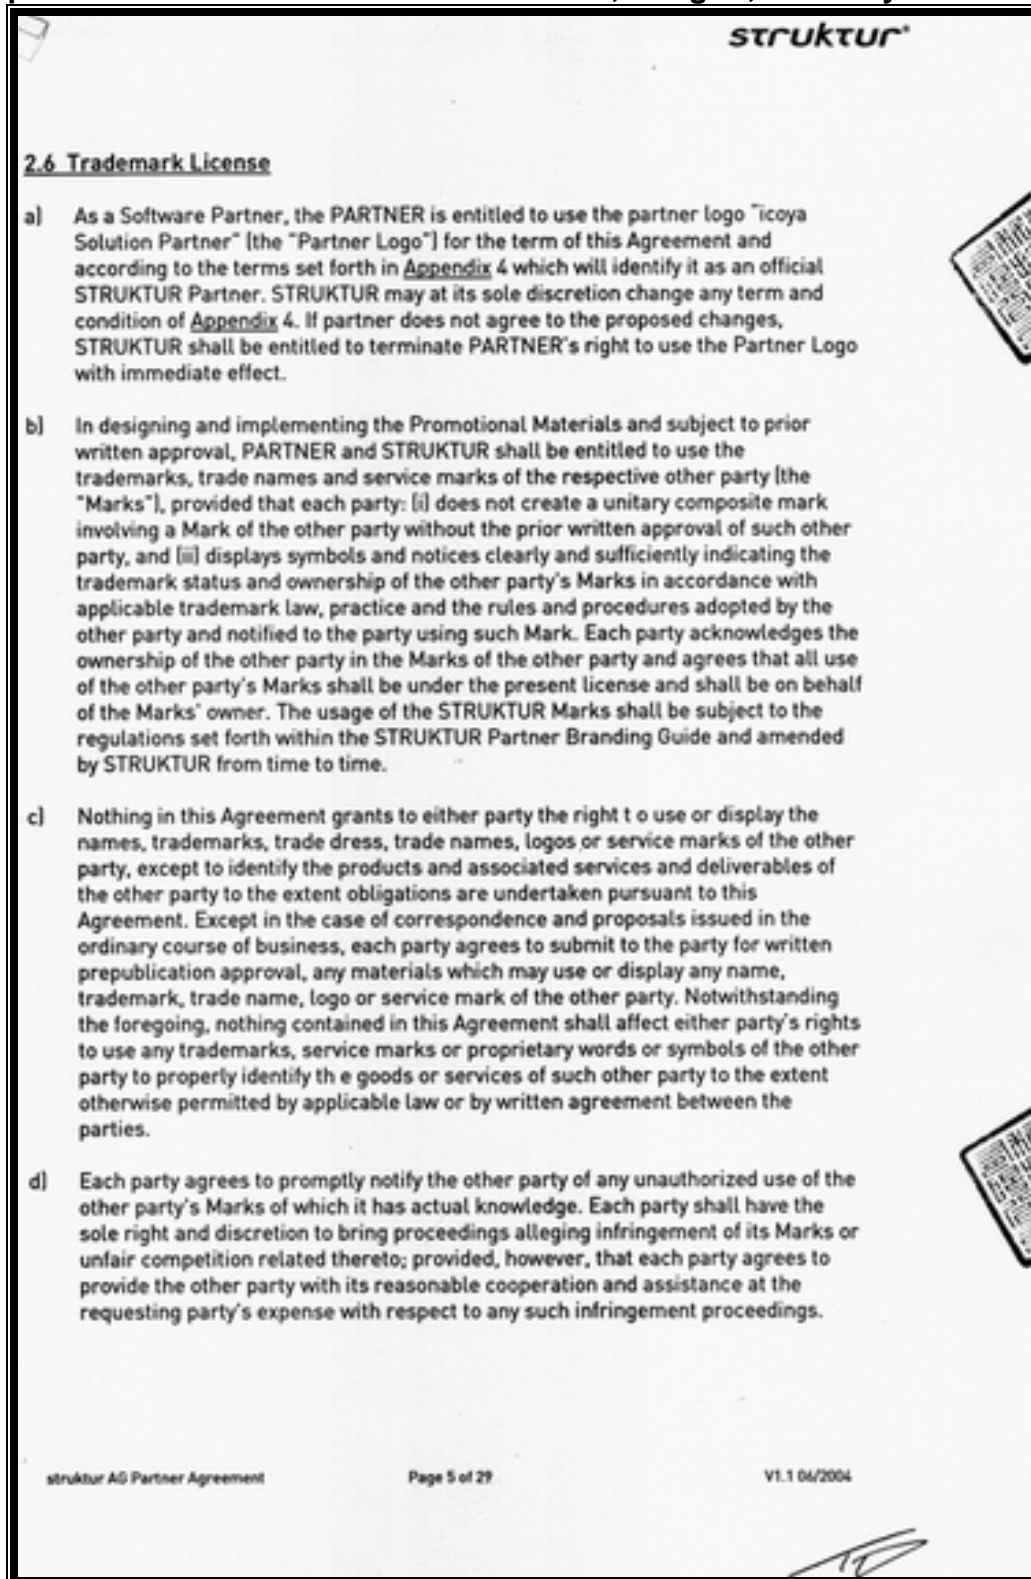 struktur
2.6 Trademark License
a) As a Software Partner, the PARTNER is entitled to use the partner logo "icoya
Solution Partner" (the "Partner Logo") for the term of this Agreement and
according to the terms set forth in Appendix 4 which will identify it as an official
STRUKTUR Partner. STRUKTUR may at its sole discretion change any term and
condition of Appendix 4. If partner does not agree to the proposed changes,
STRUKTUR shall be entitled to terminate PARTNER's right to use the Partner Logo
with immediate effect.
b) In designing and implementing the Promotional Materials and subject to prior
written approval, PARTNER and STRUKTUR shall be entitled to use the
trademarks, trade names and service marks of the respective other party (the
"Marks"), provided that each party: (i) does not create a unitary composite mark
involving a Mark of the other party without the prior written approval of such other
party, and (ii) displays symbols and notices clearly and sufficiently indicating the
trademark status and ownership of the other party's Marks in accordance with
applicable trademark law, practice and the rules and procedures adopted by the
other party and notified to the party using such Mark. Each party acknowledges the
ownership of the other party in the Marks of the other party and agrees that all use
of the other party's Marks shall be under the present license and shall be on behalf
of the Marks' owner. The usage of the STRUKTUR Marks shall be subject to the
regulations set forth within the STRUKTUR Partner Branding Guide and amended
by STRUKTUR from time to time.
c) Nothing in this Agreement grants to either party the right t o use or display the
names, trademarks, trade dress, trade names, logos or service marks of the other
party, except to identify the products and associated services and deliverables of
the other party to the extent obligations are undertaken pursuant to this
Agreement. Except in the case of correspondence and proposals issued in the
ordinary course of business, each party agrees to submit to the party for written
prepublication approval, any materials which may use or display any name,
trademark, trade name, logo or service mark of the other party. Notwithstanding
the foregoing, nothing contained in this Agreement shall affect either party's rights
to use any trademarks, service marks or proprietary words or symbols of the other
party to properly identify th e goods or services of such other party to the extent
otherwise permitted by applicable law or by written agreement between the
parties.
d) Each party agrees to promptly notify the other party of any unauthorized use of the
other party's Marks of which it has actual knowledge. Each party shall have the
sole right and discretion to bring proceedings alleging infringement of its Marks or
unfair competition related thereto; provided, however, that each party agrees to
provide the other party with its reasonable cooperation and assistance at the
requesting party's expense with respect to any such infringement proceedings.
struktur AG Partner Agreement Page 5 of 29 V1.1 06/2004